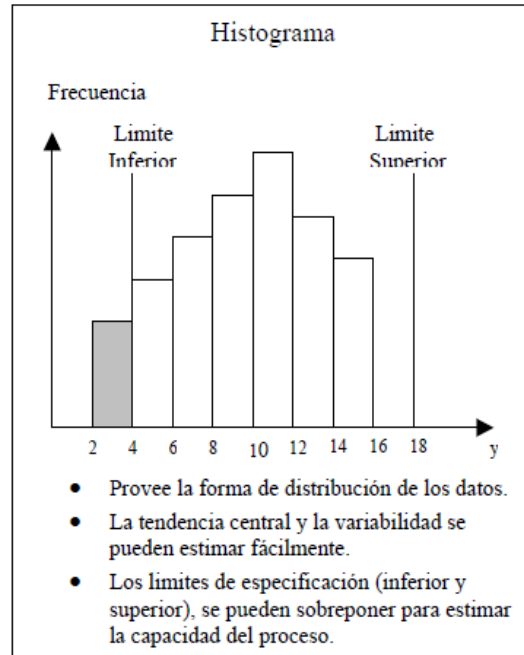 Histograma
Frecuencia
Limite
Inferior
Limite
Superior
2 4 6 8 10 12 14 16 18 y
• Provee la forma de distribución de los datos.
• La tendencia central y la variabilidad se
pueden estimar fácilmente.
• Los limites de especificación (inferior y
superior), se pueden sobreponer para estimar
la capacidad del proceso.